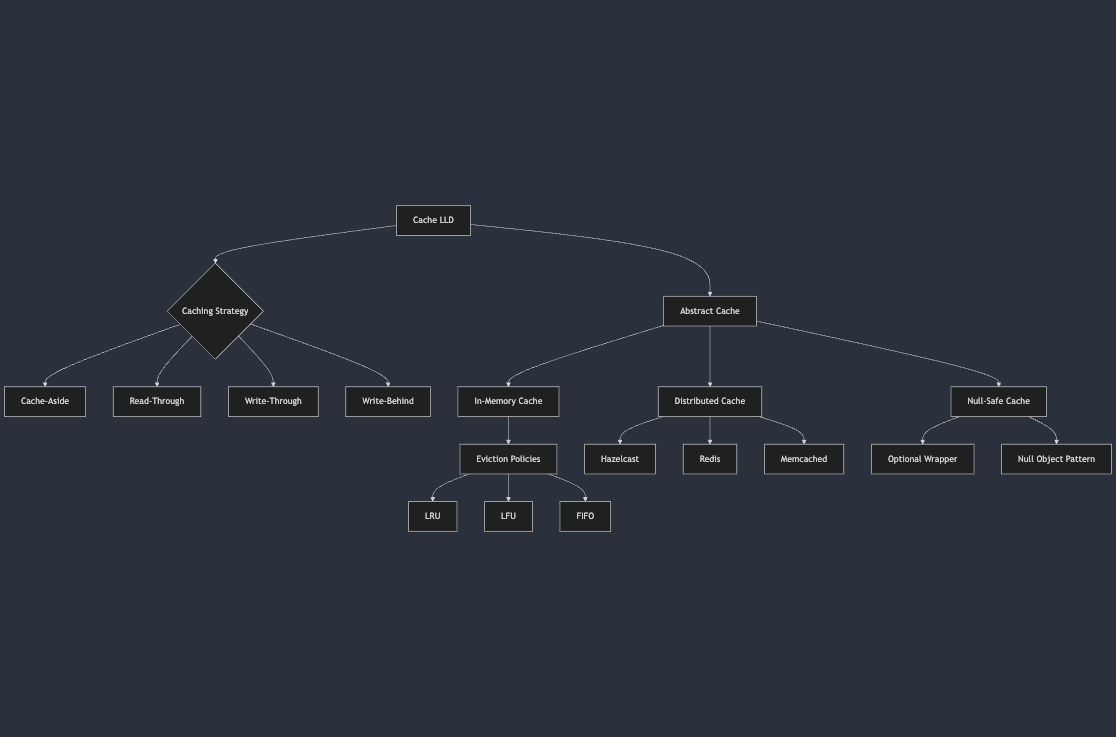 Cache LLD
Caching Strategy
Abstract Cache
Cache-Aside
Read-Through
Write-Through
Write-Behind
In-Memory Cache
Distributed Cache
Null-Safe Cache
Eviction Policies
Hazelcast
Redis
Memcached
Optional Wrapper
Null Object Pattern
LRU
LFU
FIFO